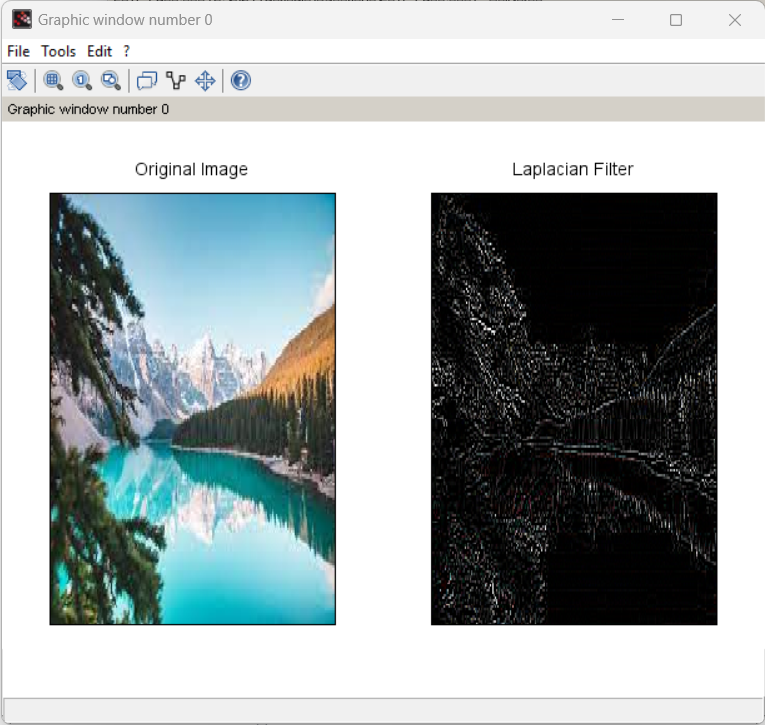 Graphic window number 0
File Tools Edit ?
Graphic window number 0
Original Image
Laplacian Filter